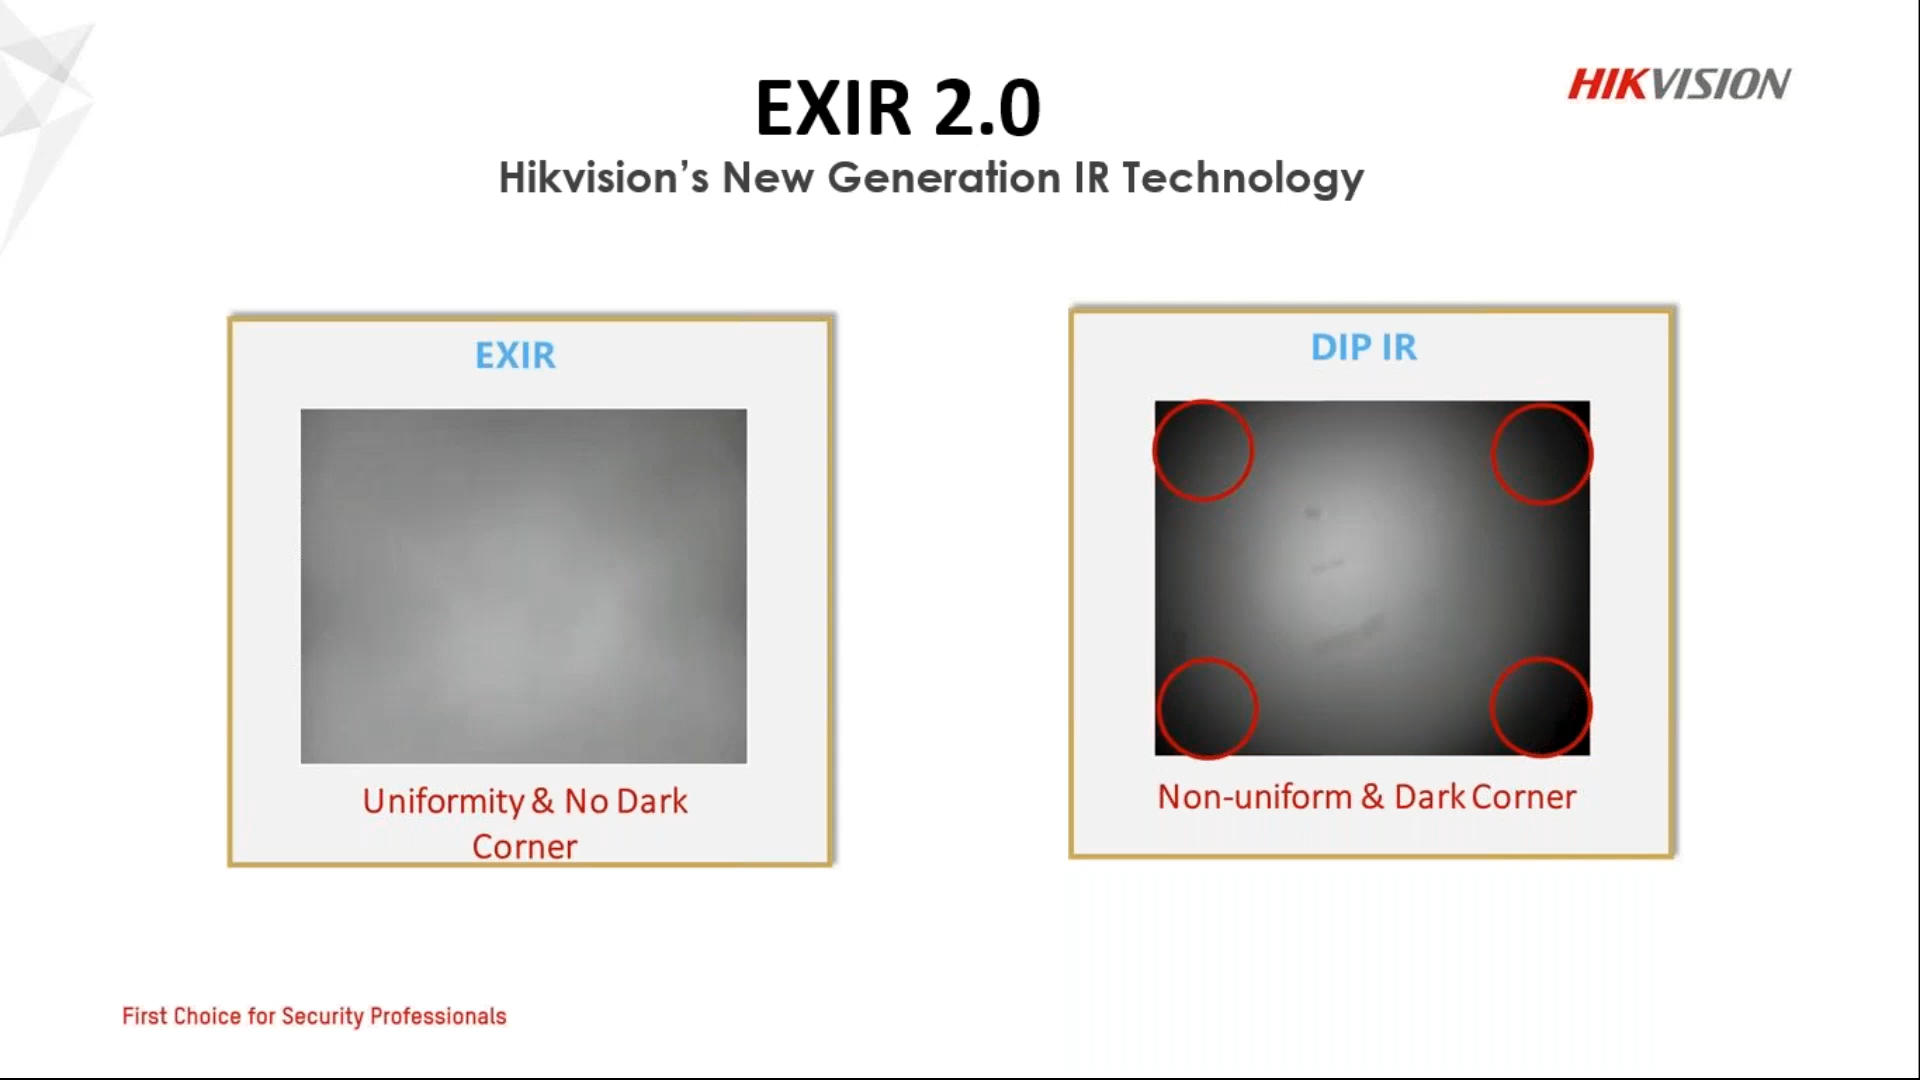 EXIR 2.0
HIKVISION
Hikvision's New Generation IR Technology
EXIR
Uniformity & No Dark
Corner
DIP IR
Non-uniform & Dark Corner
First Choice for Security Professionals